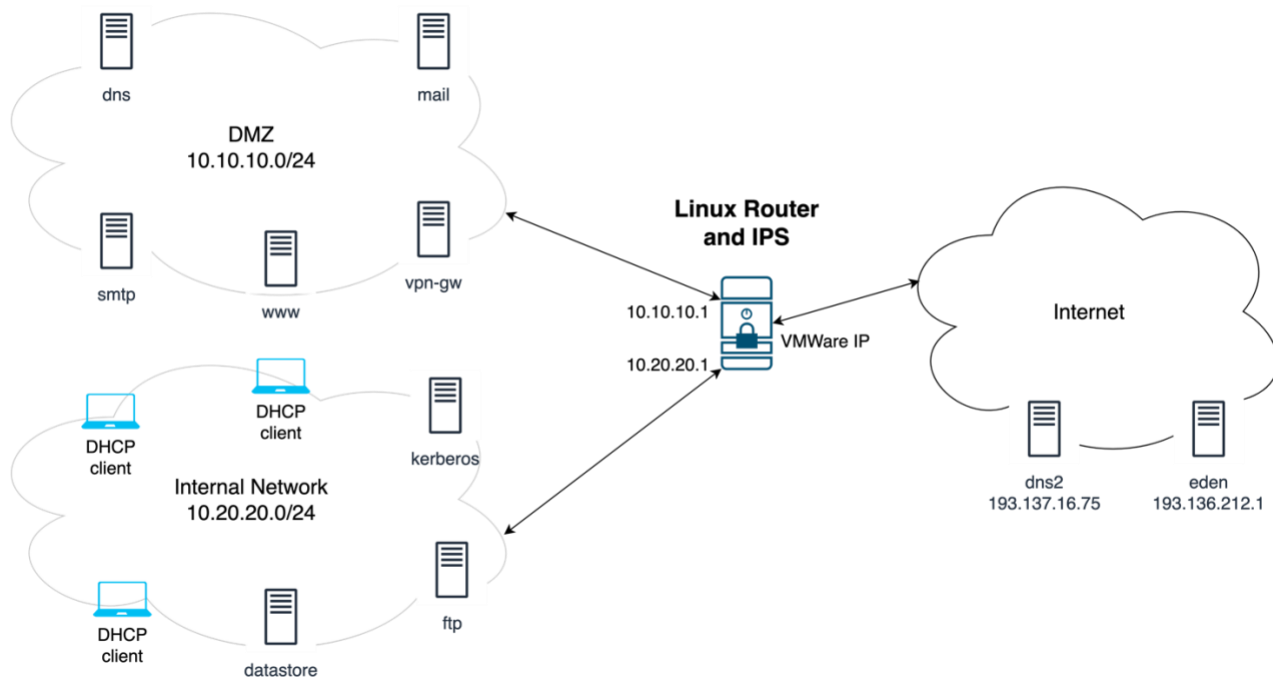 dns
mail
DMZ
10.10.10.0/24
smtp
www
vpn-gw
Linux Router
and IPS
10.10.10.1
VMWare IP
10.20.20.1
Internet
DHCP
client
DHCP
client
kerberos
Internal Network
10.20.20.0/24
DHCP
client
datastore
ftp
dns2
193.137.16.75
eden
193.136.212.1